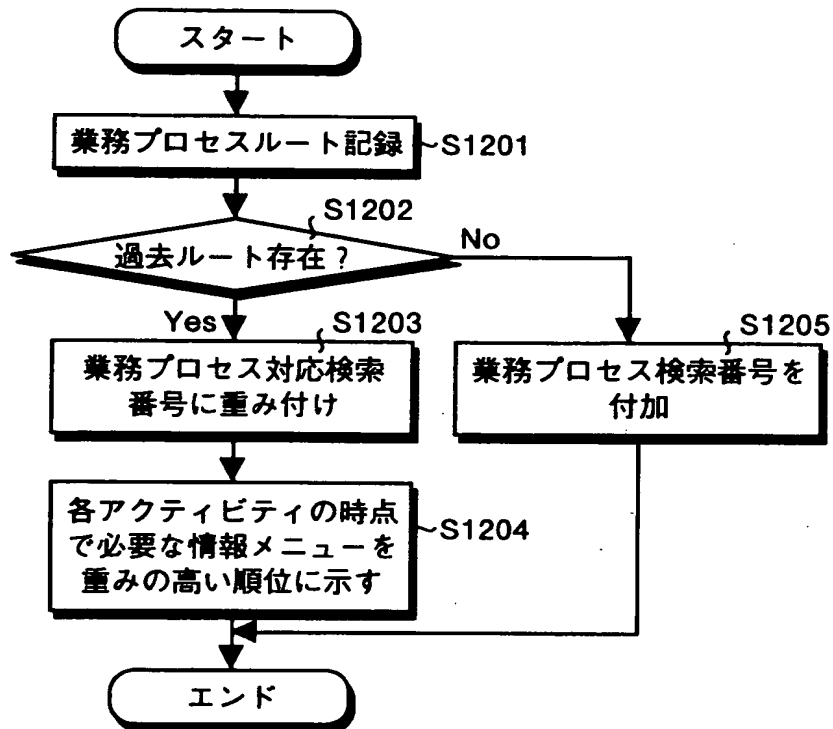 スタート
業務プロセスルート記録
S1201
S1202
過去ルート存在？
No
Yes
S1203
業務プロセス対応検索
番号に重み付け
S1205
業務プロセス検索番号を
付加
各アクティビティの時点
で必要な情報メニューを
重みの高い順位に示す
S1204
エンド